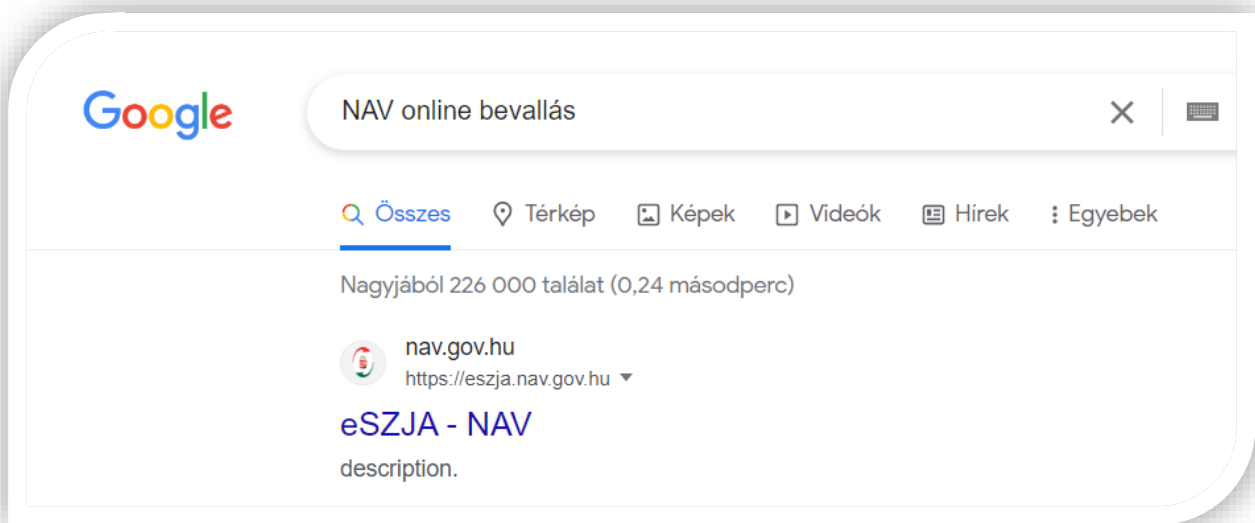 Google
NAV online bevallás
Összes Térkép Képek Videók Hírek Egyebek
Nagyjából 226 000 találat (0,24 másodperc)
nav.gov.hu
https://eszja.nav.gov.hu
eSZJA - NAV
description.